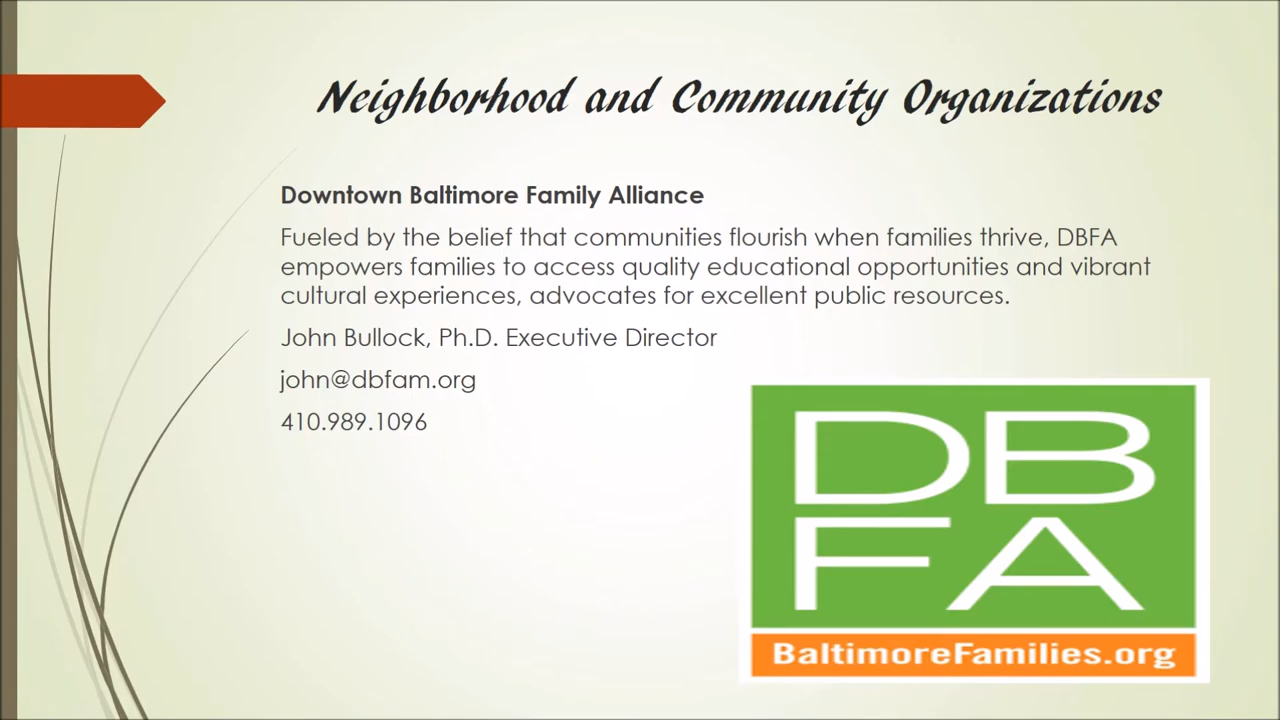 Neighborhood and Community Organizations
Downtown Baltimore Family Alliance
Fueled by the belief that communities flourish when families thrive, DBFA
empowers families to access quality educational opportunities and vibrant
cultural experiences, advocates for excellent public resources.
John Bullock, Ph.D. Executive Director
john@dbfam.org
410.989.1096
DB
FA
BaltimoreFamilies.org